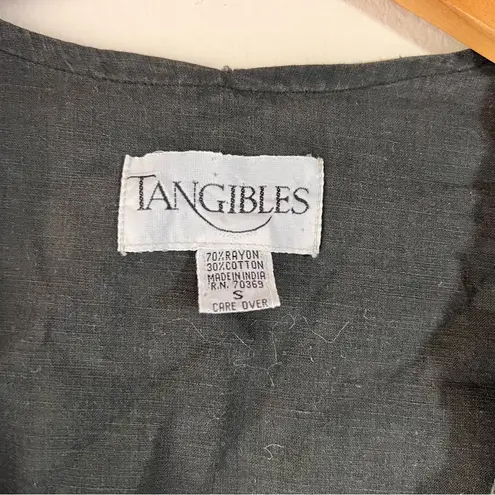 TANGIBLES
70%RAYON
30%COTTON
MADE IN INDIA
R.N. 70369
S
CARE OVER